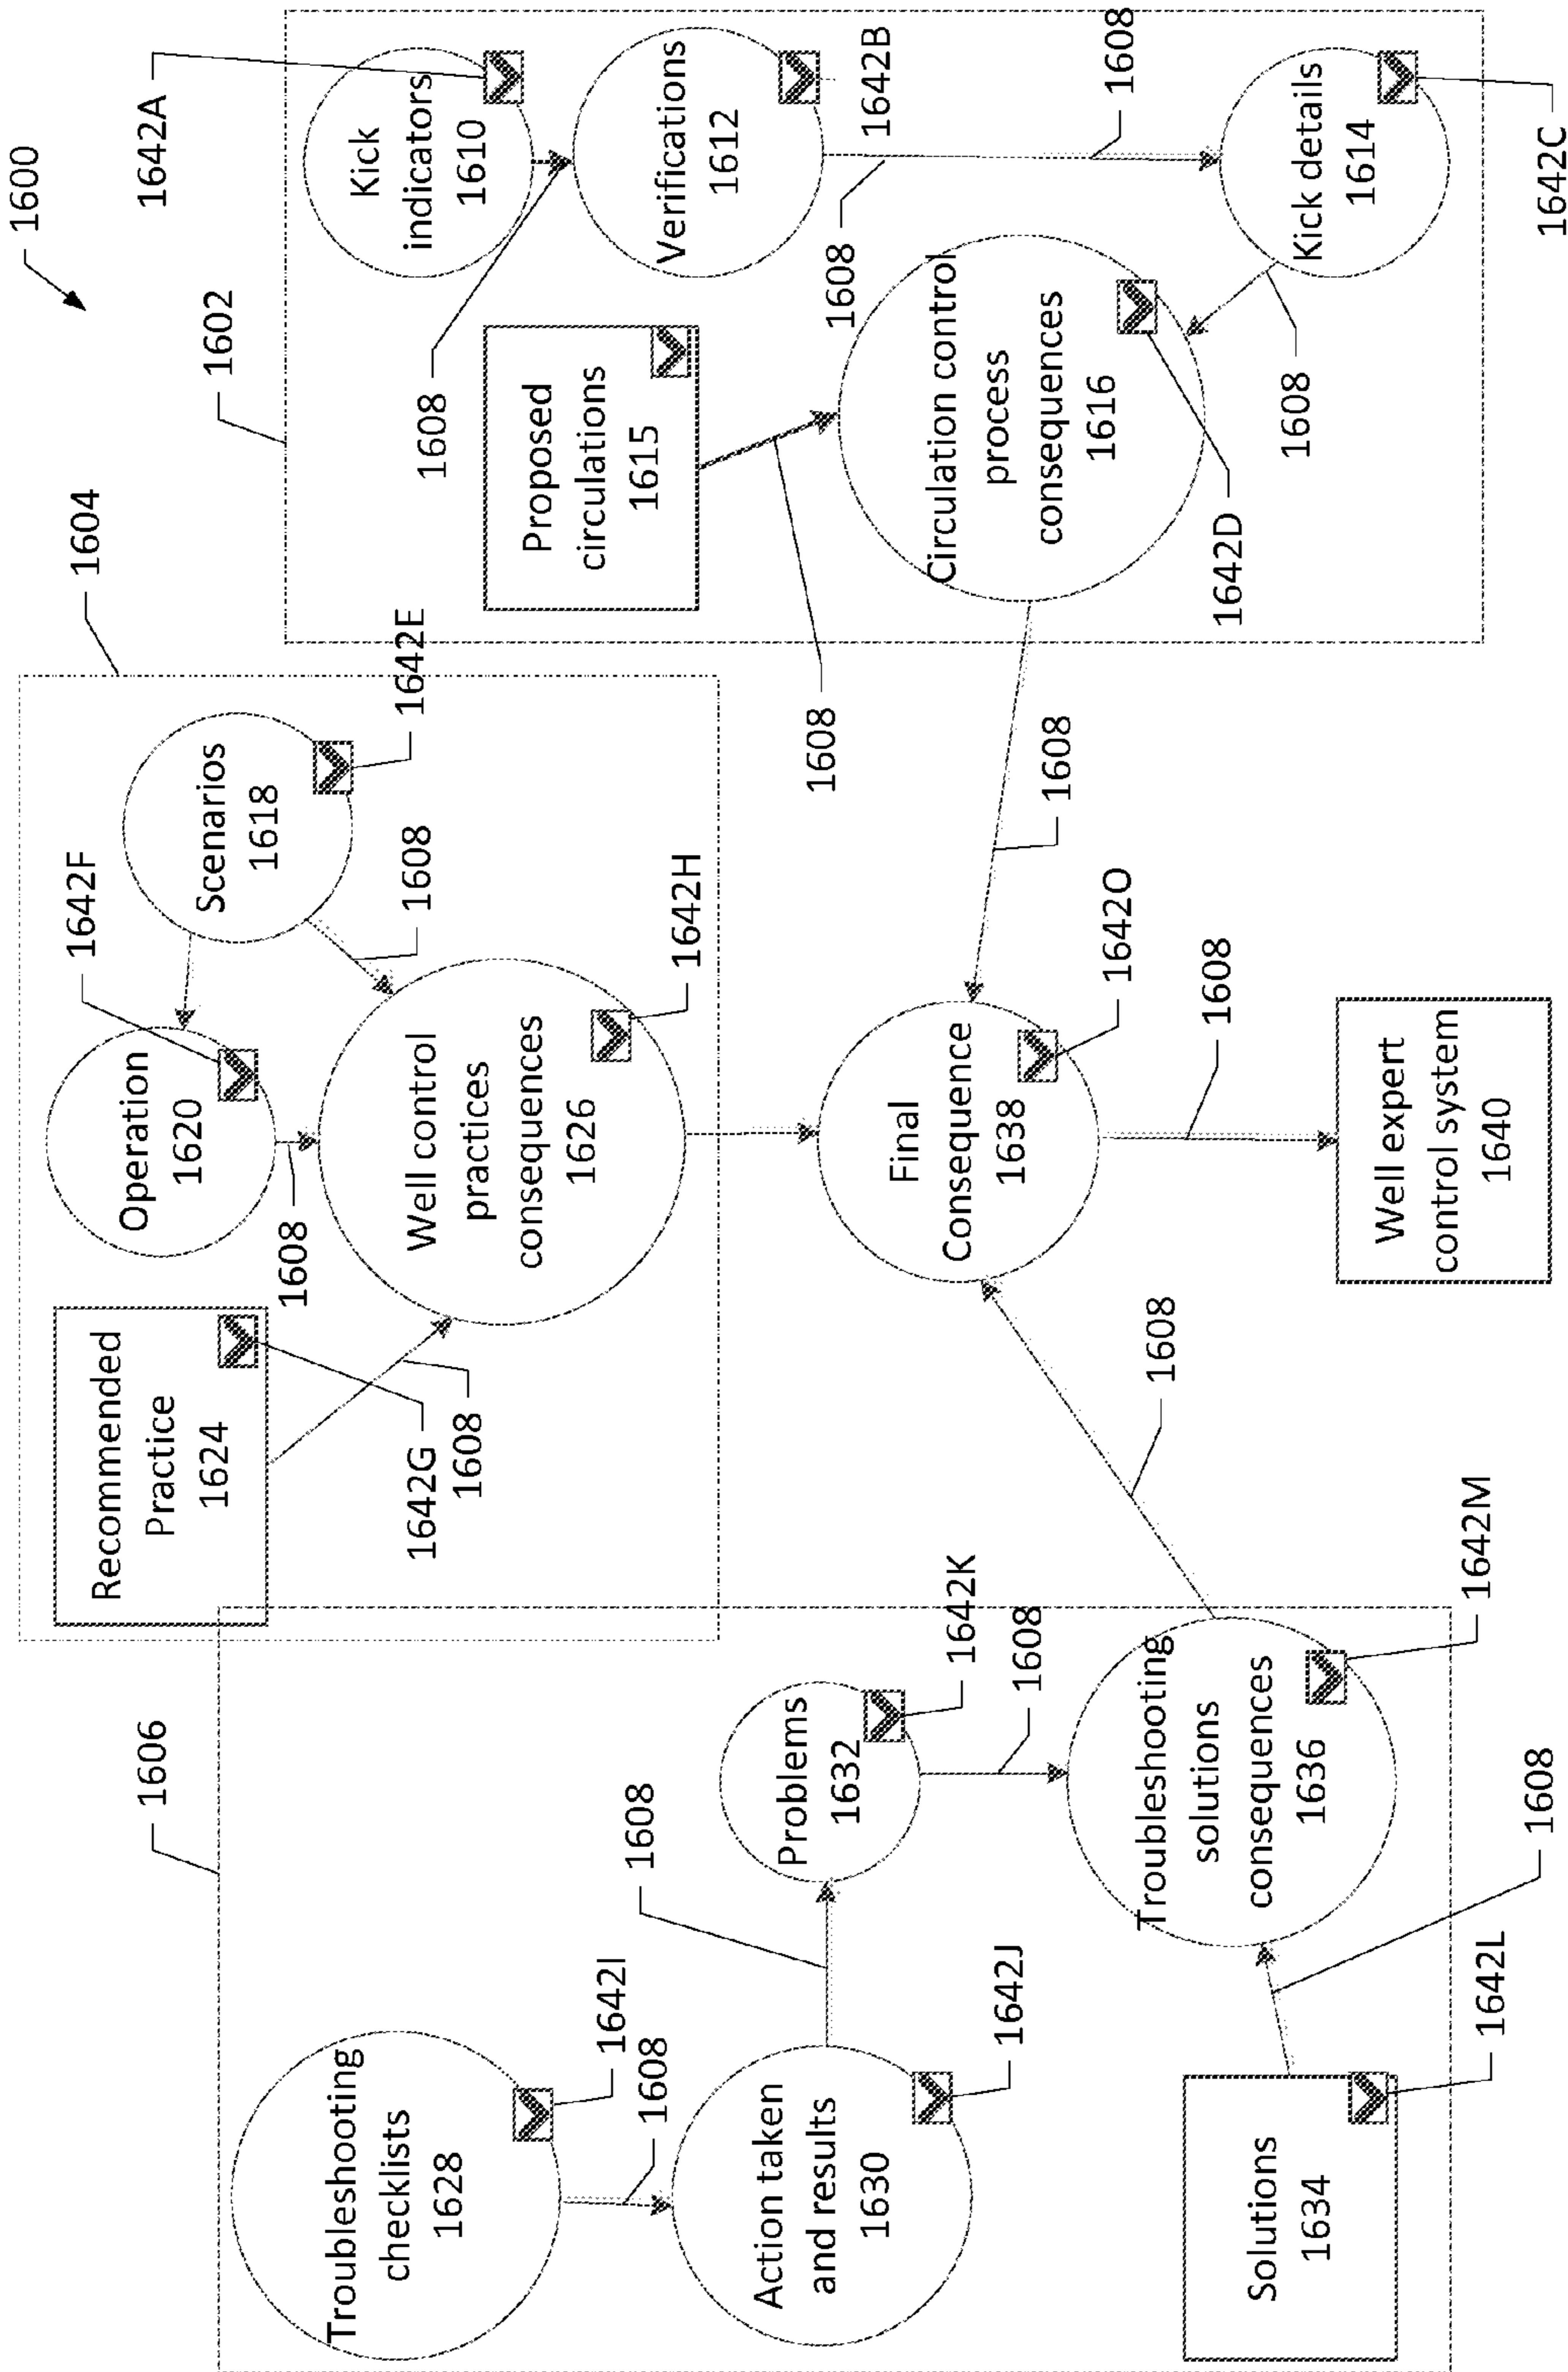 1600
1606
1604
1602
Recommended
Practice
1624
Operation
1620
1642F
Scenarios
1618
1642E
1608
1608
1642G
1608
Well control
practices
consequences
1626
1642H
Kick
indicators
1610
1642A
1608
Verifications
1612
1642B
Proposed
circulations
1615
1608
1608
1608
Circulation control
process
consequences
1616
1642D
1608
Kick details
1614
1642C
Troubleshooting
checklists
1628
1642I
1608
Action taken
and results
1630
1642J
1608
Problems
1632
1642K
1608
Troubleshooting
solutions
consequences
1636
1642M
Solutions
1634
1642L
1608
1608
1608
Final
Consequence
1638
1642O
1608
Well expert
control system
1640